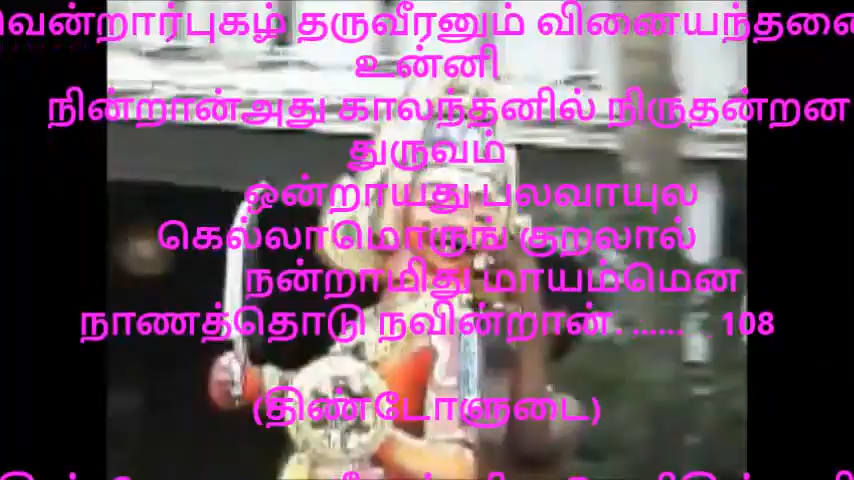 வென்றார்புகழ் தருவீரனும் வினையந்தனை
உன்னி
நின்றான்அது காலந்தனில் நிருதன்றன
துருவம்
ஒன்றாயது பலவாயுல
கெல்லாமொருங் குறலால்
நன்றாமிது மாயம்மென
நாணத்தொடு நவின்றான். ...... . 108
(திண்டோளுடை)